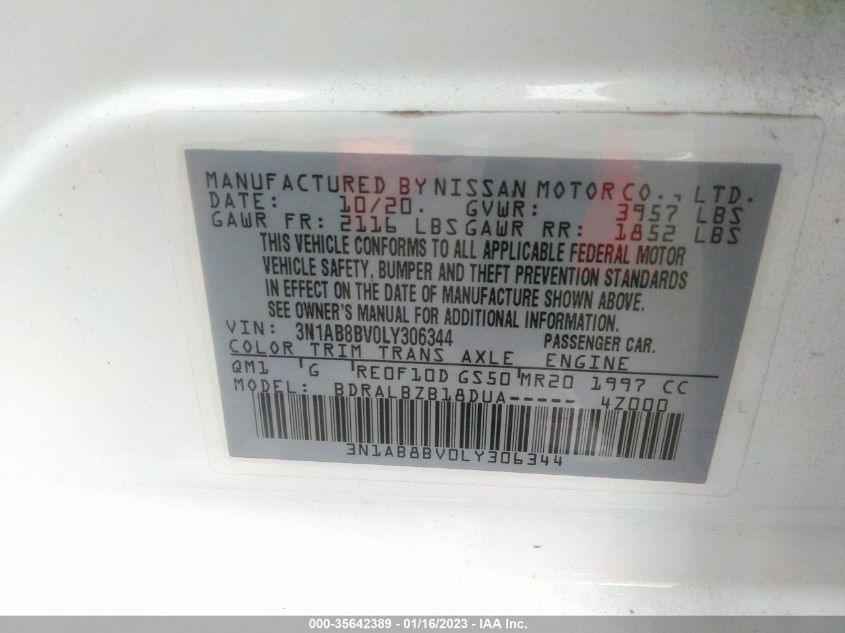 MANUFACTURED BY NISSAN MOTOR CO., LTD.
DATE: 10/20. GVWR: 3957 LBS
GAWR FR: 2116 LBS GAWR RR: 1852 LBS
THIS VEHICLE CONFORMS TO ALL APPLICABLE FEDERAL MOTOR
VEHICLE SAFETY, BUMPER AND THEFT PREVENTION STANDARDS
IN EFFECT ON THE DATE OF MANUFACTURE SHOWN ABOVE.
SEE OWNER'S MANUAL FOR ADDITIONAL INFORMATION.
VIN: 3N1AB8BV0LY306344 PASSENGER CAR.
COLOR TRIM TRANS AXLE ENGINE
QM1 G RE0F10D GS50 MR20 1997 CC
MODEL: BDRALBZB18DUA----- 4Z000
3N1AB8BV0LY306344
000-35642389 - 01/16/2023 - IAA Inc.